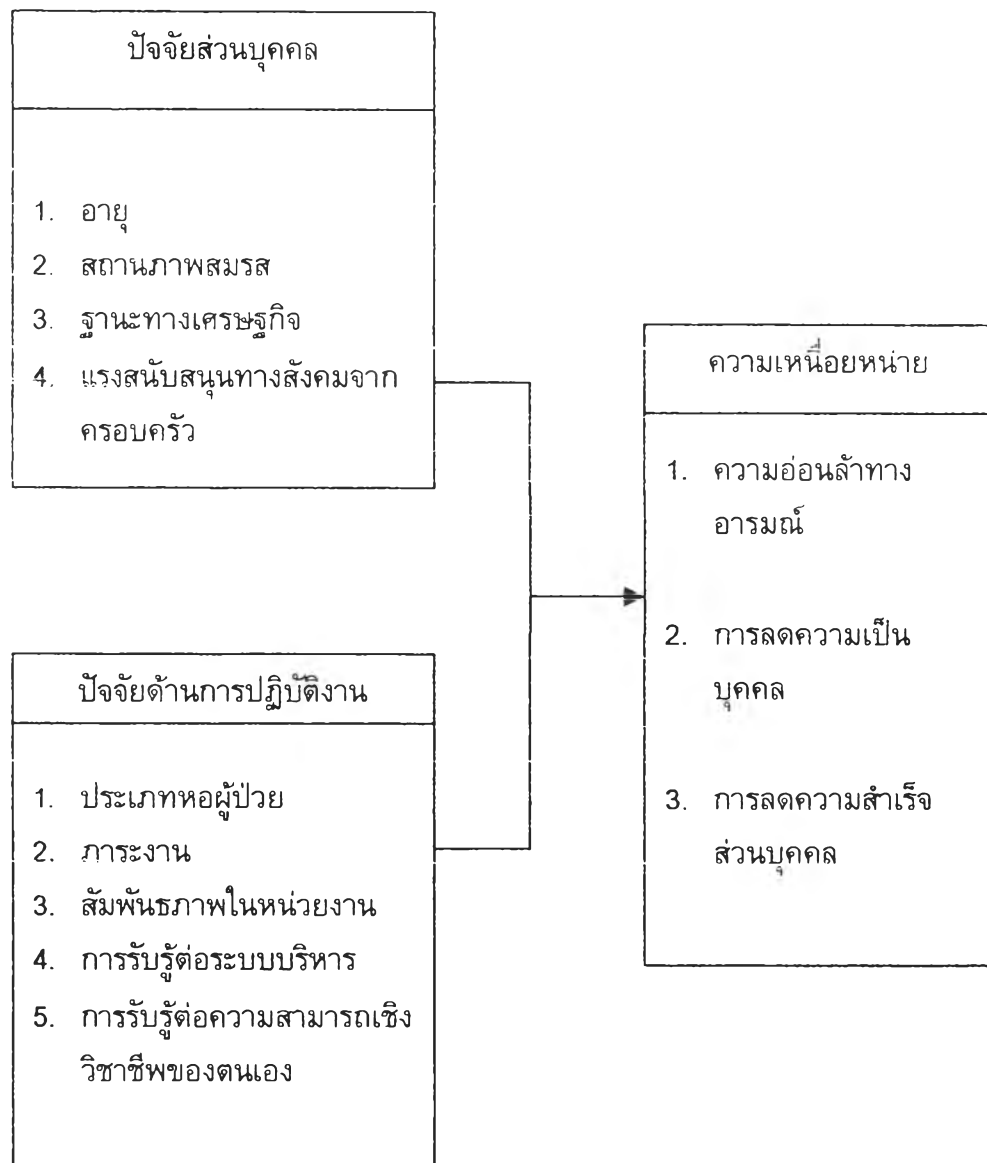 ปัจจัยส่วนบุคคล
1. อายุ
2. สถานภาพสมรส
3. ฐานะทางเศรษฐกิจ
4. แรงสนับสนุนทางสังคมจาก
ครอบครัว
ความเหนื่อยหน่าย
1. ความอ่อนล้าทาง
อารมณ์
2. การลดความเป็น
บุคคล
3. การลดความสำเร็จ
ส่วนบุคคล
ปัจจัยด้านการปฏิบัติงาน
1. ประเภทหอผู้ป่วย
2. ภาระงาน
3. สัมพันธภาพในหน่วยงาน
4. การรับรู้ต่อระบบบริหาร
5. การรับรู้ต่อความสามารถเชิง
วิชาชีพของตนเอง